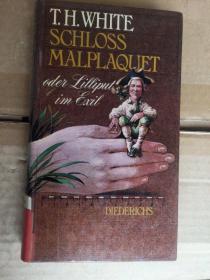 T.H.WHITE
SCHLOSS
MALPLAQUET
oder Lilliput
im Exil
DIEDERICHS